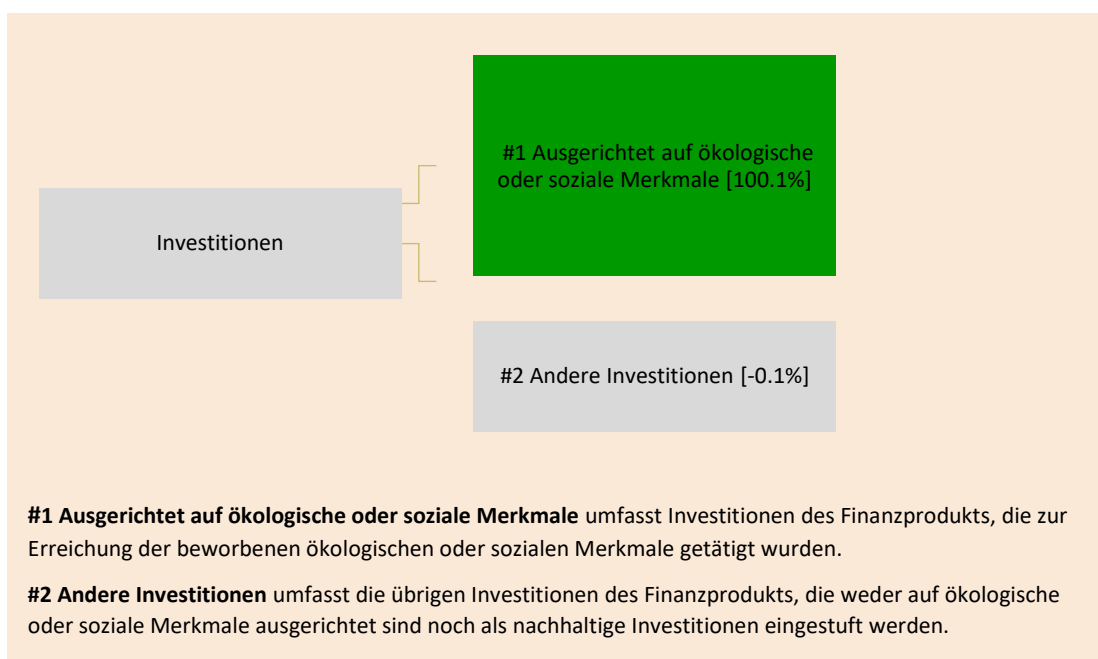 #1 Ausgerichtet auf ökologische
oder soziale Merkmale [100.1%]
Investitionen
#2 Andere Investitionen [-0.1%]
#1 Ausgerichtet auf ökologische oder soziale Merkmale umfasst Investitionen des Finanzprodukts, die zur
Erreichung der beworbenen ökologischen oder sozialen Merkmale getätigt wurden.
#2 Andere Investitionen umfasst die übrigen Investitionen des Finanzprodukts, die weder auf ökologische
oder soziale Merkmale ausgerichtet sind noch als nachhaltige Investitionen eingestuft werden.